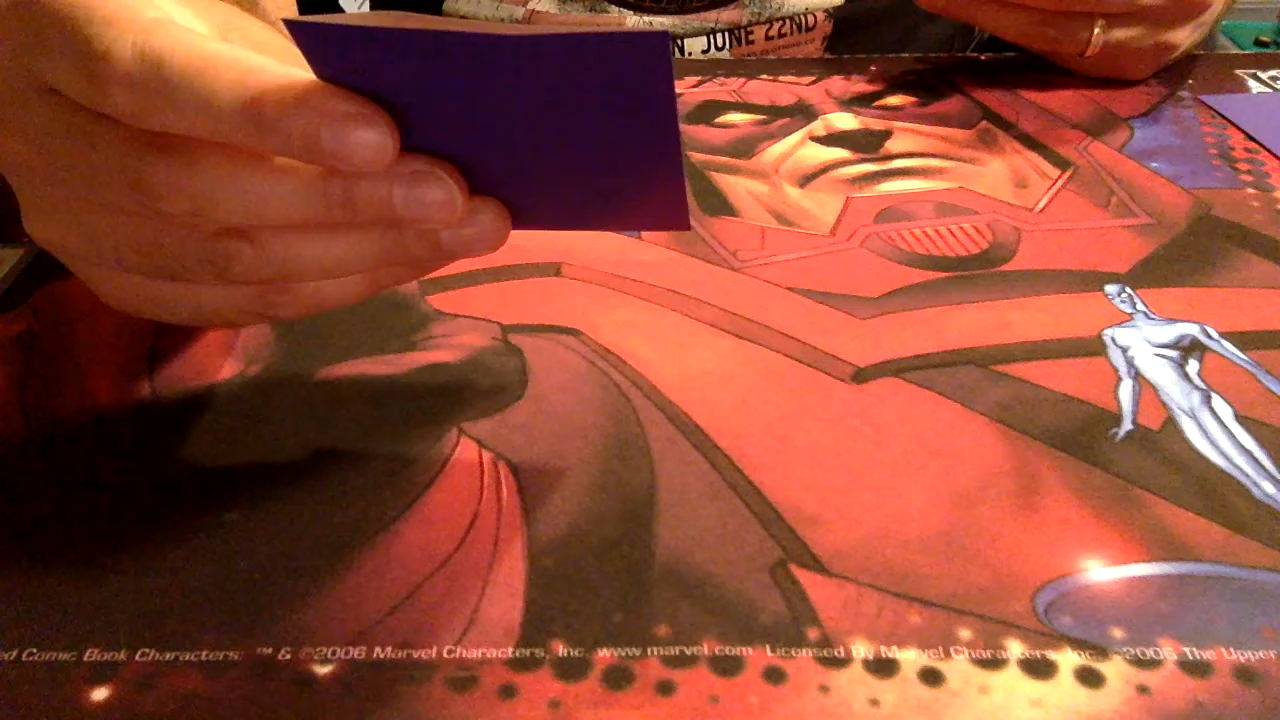 N. JUNE 22ND
ed Comic Book Characters: ™ & ©2006 Marvel Characters, Inc. www.marvel.com Licensed By Marvel Characters, Inc. ©2006 The Upper